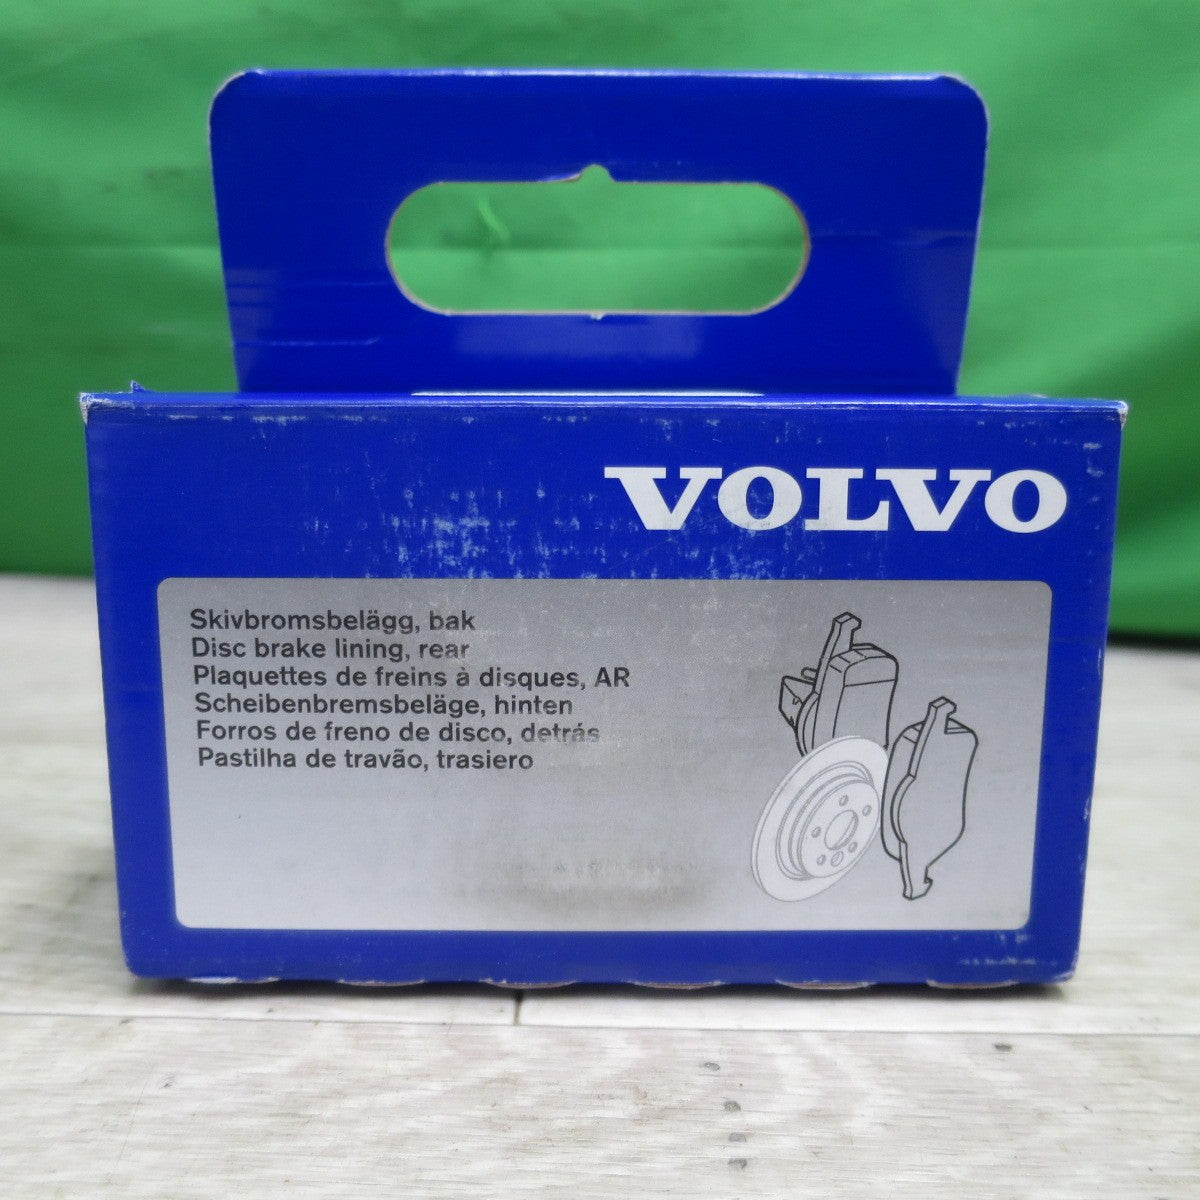 VOLVO
Skivbromsbelägg, bak
Disc brake lining, rear
Plaquettes de freins à disques, AR
Scheibenbremsbeläge, hinten
Forros de freno de disco, detrás
Pastilha de travão, trasiero